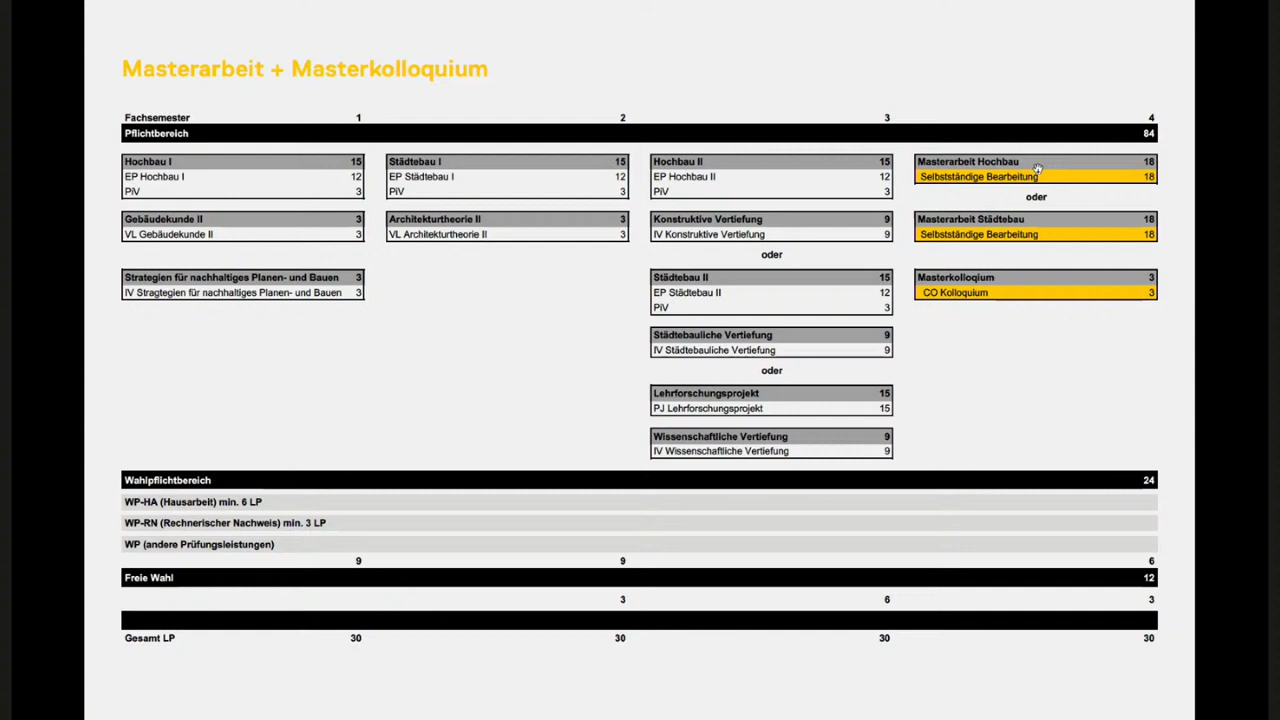 Masterarbeit + Masterkolloquium
Fachsemester 1 2 3 4
Pflichtbereich 84
Hochbau I 15
EP Hochbau I 12
PiV 3
Gebäudekunde II 3
VL Gebäudekunde II 3
Strategien für nachhaltiges Planen- und Bauen 3
IV Stragtegien für nachhaltiges Planen- und Bauen 3
Städtebau I 15
EP Städtebau I 12
PiV 3
Architekturtheorie II 3
VL Architekturtheorie II 3
Hochbau II 15
EP Hochbau II 12
PiV 3
Konstruktive Vertiefung 9
IV Konstruktive Vertiefung 9
oder
Städtebau II 15
EP Städtebau II 12
PiV 3
Städtebauliche Vertiefung 9
IV Städtebauliche Vertiefung 9
oder
Lehrforschungsprojekt 15
PJ Lehrforschungsprojekt 15
Wissenschaftliche Vertiefung 9
IV Wissenschaftliche Vertiefung 9
Masterarbeit Hochbau 18
Selbstständige Bearbeitung 18
oder
Masterarbeit Städtebau 18
Selbstständige Bearbeitung 18
Masterkolloqium 3
CO Kolloquium 3
Wahlpflichtbereich 24
WP-HA (Hausarbeit) min. 6 LP
WP-RN (Rechnerischer Nachweis) min. 3 LP
WP (andere Prüfungsleistungen)
9 9 6
Freie Wahl 12
3 6 3
Gesamt LP 30 30 30 30